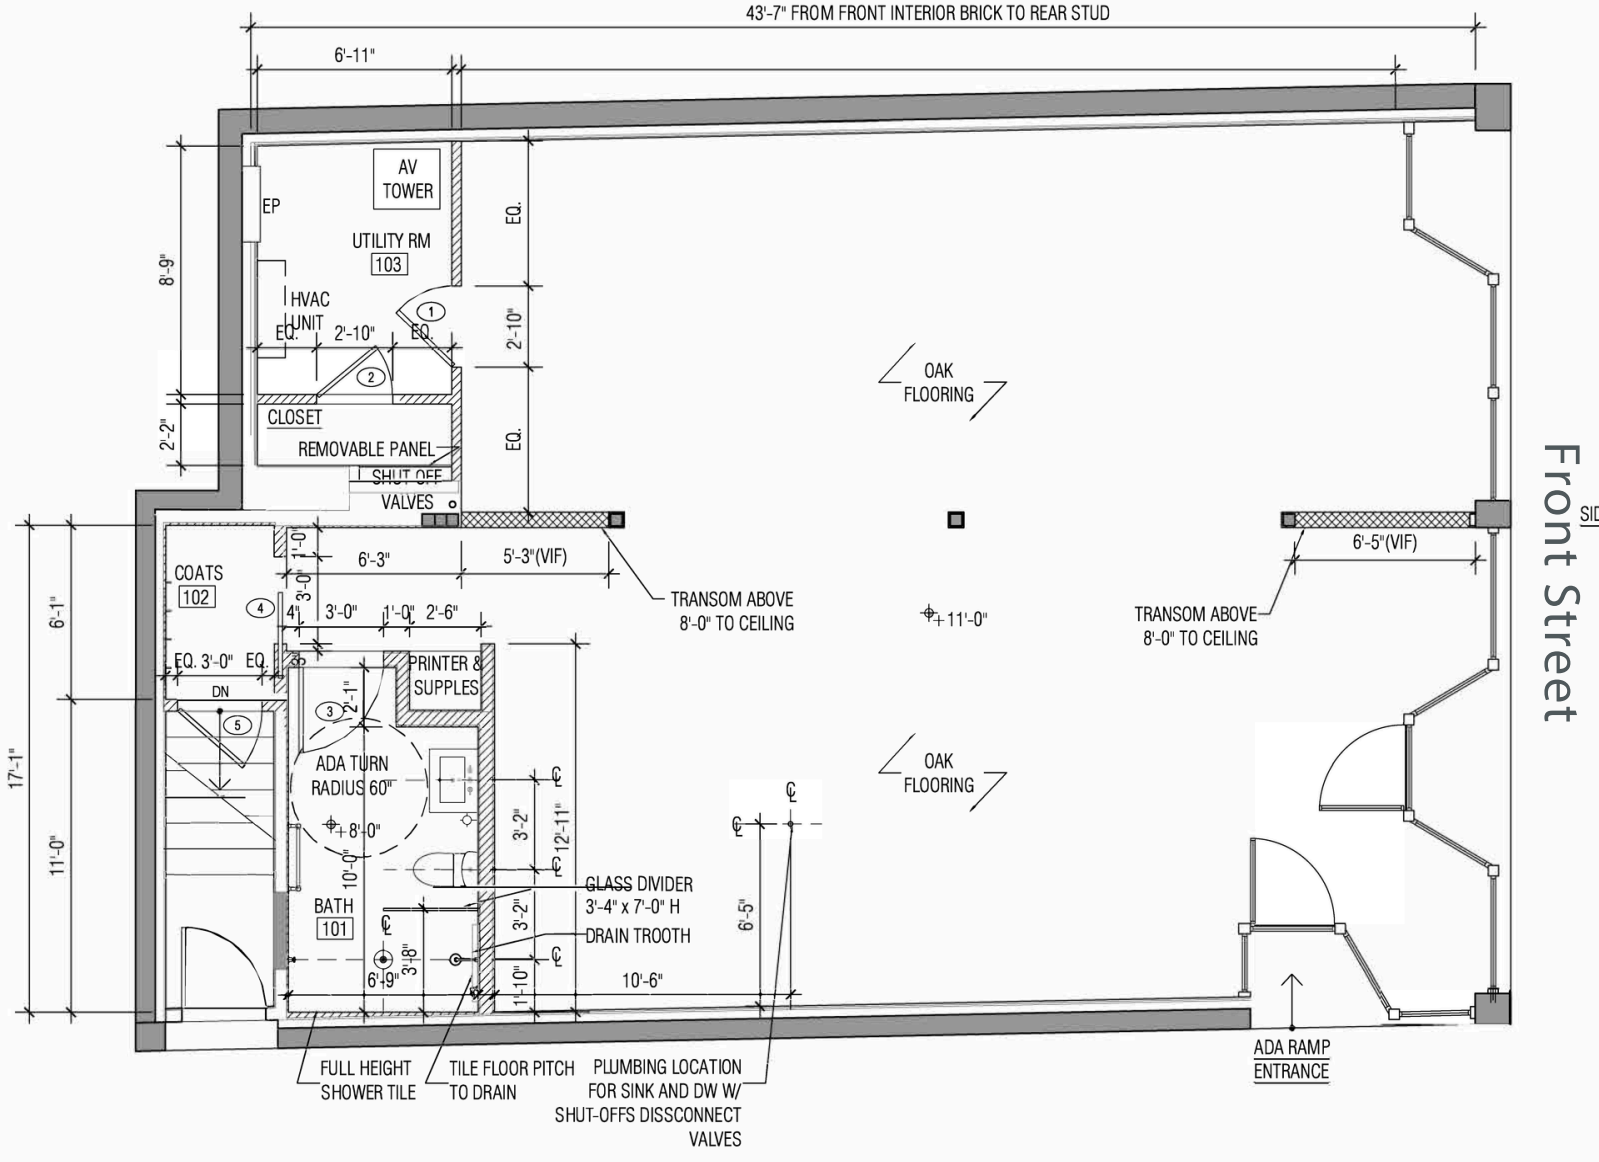 43'-7" FROM FRONT INTERIOR BRICK TO REAR STUD
6'-11"
AV
TOWER
EP
UTILITY RM
103
EQ.
8'-9"
HVAC
UNIT
1
EQ.
2'-10"
EQ.
2'-10"
2
OAK
FLOORING
CLOSET
2'-2"
EQ.
REMOVABLE PANEL
SHUT OFF
VALVES
Front Street
SID
1'-0"
6'-3"
5'-3"(VIF)
6'-5"(VIF)
COATS
102
3'-0"
4
4"
3'-0"
1'-0"
2'-6"
6'-1"
TRANSOM ABOVE
8'-0" TO CEILING
+11'-0"
TRANSOM ABOVE
8'-0" TO CEILING
EQ.
3'-0"
EQ.
3"
PRINTER &
SUPPLES
DN
2'-1"
3
5
17'-1"
ADA TURN
RADIUS 60"
OAK
FLOORING
℄
℄
℄
3'-2"
12'-11"
+8'-0"
11'-0"
10'-0"
℄
GLASS DIVIDER
3'-4" x 7'-0" H
BATH
101
℄
3'-2"
6'-5"
DRAIN TROOTH
3'-8"
℄
6'-9"
1'-10"
10'-6"
ADA RAMP
ENTRANCE
FULL HEIGHT
SHOWER TILE
TILE FLOOR PITCH
TO DRAIN
PLUMBING LOCATION
FOR SINK AND DW W/
SHUT-OFFS DISSCONNECT
VALVES